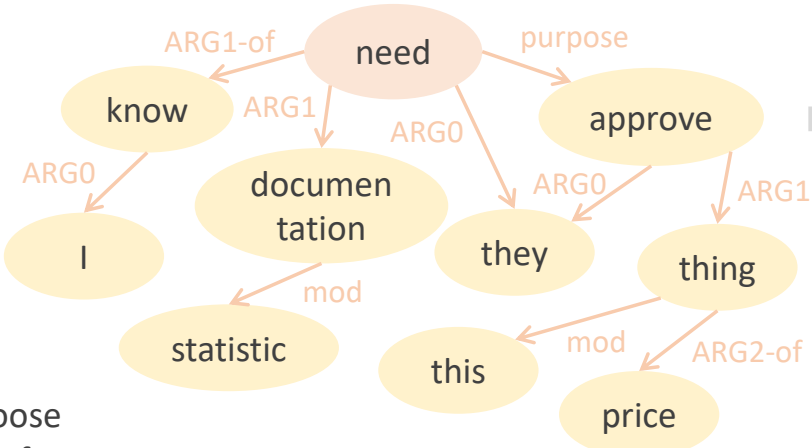 need
ARG1-of
purpose
know
ARG1
ARG0
approve
ARG0
documen
tation
ARG0
ARG1
I
they
thing
mod
statistic
this
mod
ARG2-of
price